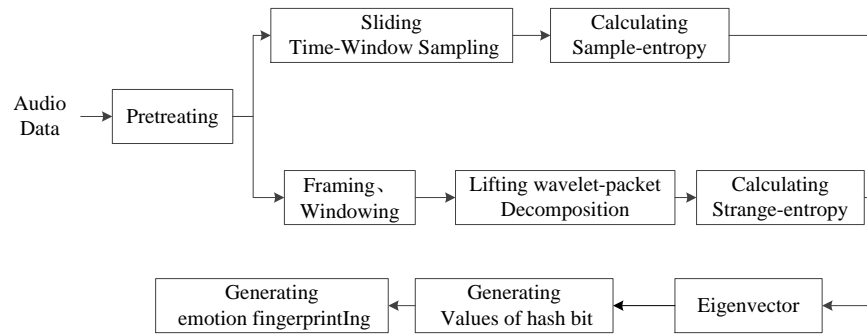 Sliding
Time-Window Sampling
Calculating
Sample-entropy
Audio
Data
Pretreating
Framing、
Windowing
Lifting wavelet-packet
Decomposition
Calculating
Strange-entropy
Generating
emotion fingerprintIng
Generating
Values of hash bit
Eigenvector